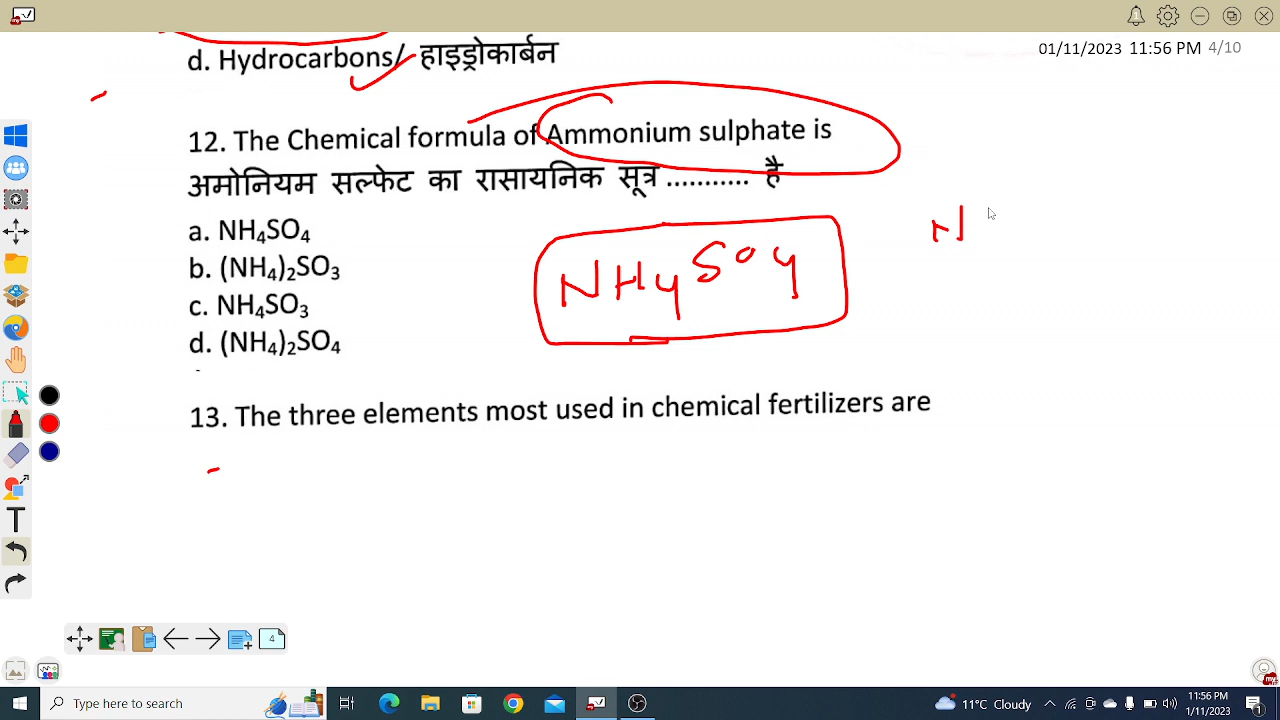 01/11/2023 11:56 PM 4/10
d. Hydrocarbons/ हाइड्रोकार्बन
12. The Chemical formula of Ammonium sulphate is
अमोनियम सल्फेट का रासायनिक सूत्र ........... है
a. NH₄SO₄
b. (NH₄)₂SO₃
c. NH₄SO₃
d. (NH₄)₂SO₄
NH4SO4
N
13. The three elements most used in chemical fertilizers are
T
4
Type here to search
11°C Cloudy
11:56 PM
1/11/2023